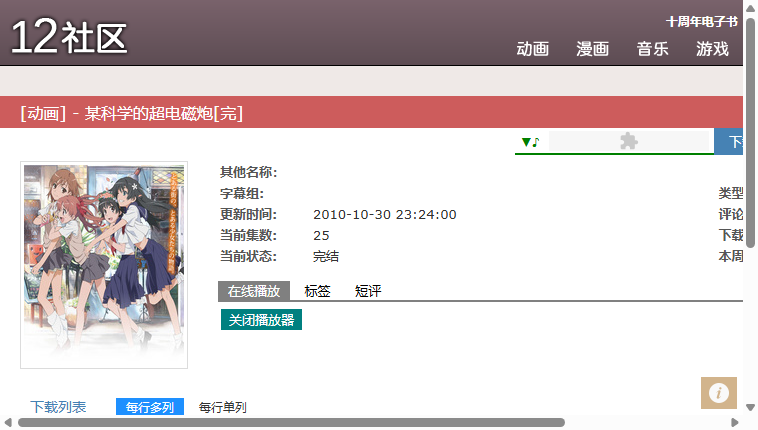 十周年电子书
12社区
动画 漫画 音乐 游戏
[动画] - 某科学的超电磁炮[完]
▼♪
其他名称:
字幕组: 类型
更新时间: 2010-10-30 23:24:00 评论
当前集数: 25 下载
当前状态: 完结 本周
在线播放 标签 短评
关闭播放器
下载列表 每行多列 每行单列